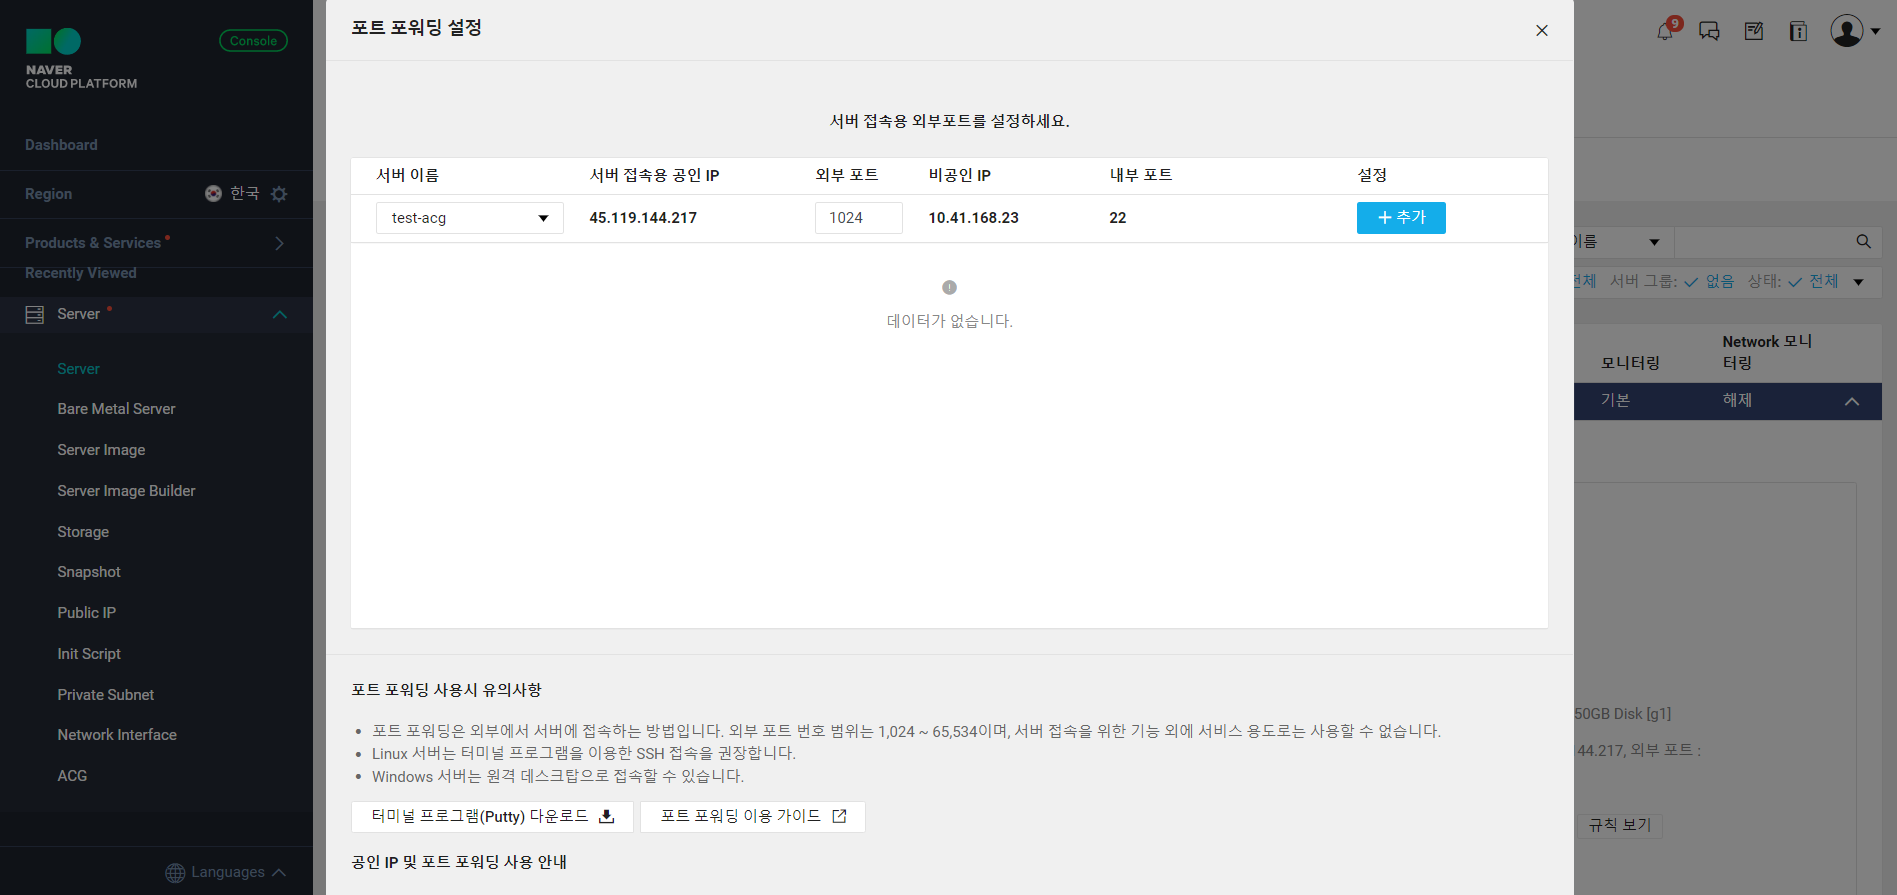 NAVER
CLOUD PLATFORM
Console
Dashboard
Region
한국
Products & Services
Recently Viewed
Server
Server
Bare Metal Server
Server Image
Server Image Builder
Storage
Snapshot
Public IP
Init Script
Private Subnet
Network Interface
ACG
Languages
포트 포워딩 설정
서버 접속용 외부포트를 설정하세요.
서버 이름 서버 접속용 공인 IP 외부 포트 비공인 IP 내부 포트 설정
test-acg 45.119.144.217 1024 10.41.168.23 22 추가
데이터가 없습니다.
포트 포워딩 사용시 유의사항
• 포트 포워딩은 외부에서 서버에 접속하는 방법입니다. 외부 포트 번호 범위는 1,024 ~ 65,534이며, 서버 접속을 위한 기능 외에 서비스 용도로는 사용할 수 없습니다.
• Linux 서버는 터미널 프로그램을 이용한 SSH 접속을 권장합니다.
• Windows 서버는 원격 데스크탑으로 접속할 수 있습니다.
터미널 프로그램(Putty) 다운로드 포트 포워딩 이용 가이드
공인 IP 및 포트 포워딩 사용 안내
9
이름
전체 서버 그룹: 없음 상태: 전체
모니터링 Network 모니
터링
기본 해제
50GB Disk [g1]
44.217, 외부 포트 :
규칙 보기